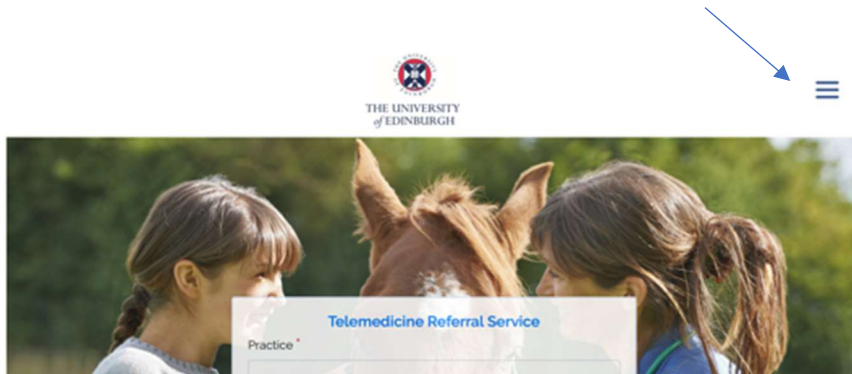 THE UNIVERSITY
of EDINBURGH
Telemedicine Referral Service
Practice *